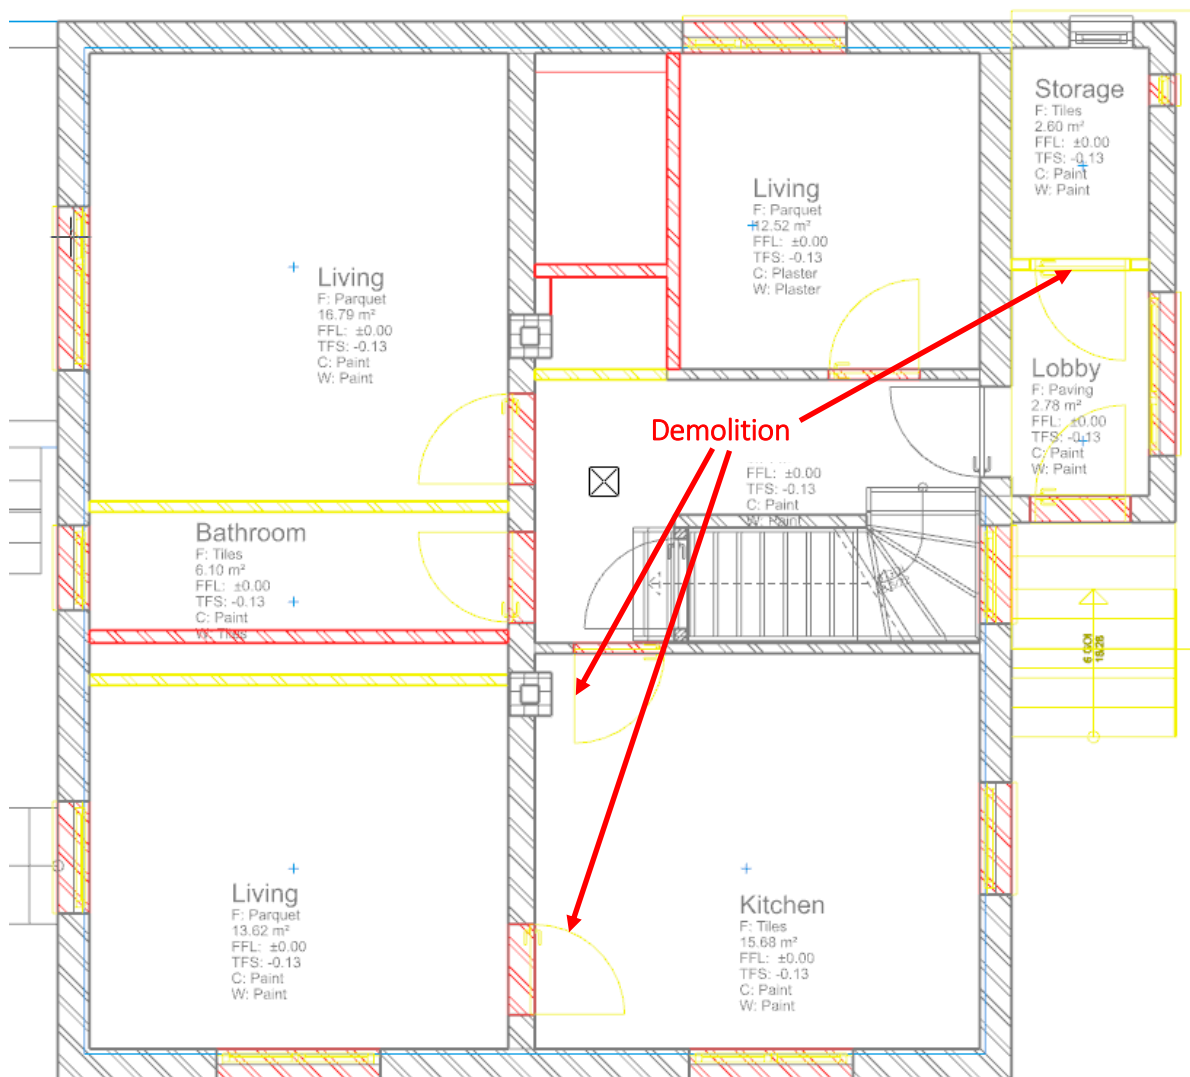 Storage
F: Tiles
2.60 m²
FFL: ±0.00
TFS: -0.13
C: Paint
W: Paint
Living
F: Parquet
12.52 m²
FFL: ±0.00
TFS: -0.13
C: Plaster
W: Plaster
Living
F: Parquet
16.79 m²
FFL: ±0.00
TFS: -0.13
C: Paint
W: Paint
Lobby
F: Paving
2.78 m²
FFL: ±0.00
TFS: -0.13
C: Paint
W: Paint
Demolition
FFL: ±0.00
TFS: -0.13
C: Paint
W: Paint
Bathroom
F: Tiles
6.10 m²
FFL: ±0.00
TFS: -0.13
C: Paint
W: Tiles
Living
F: Parquet
13.62 m²
FFL: ±0.00
TFS: -0.13
C: Paint
W: Paint
Kitchen
F: Tiles
15.68 m²
FFL: ±0.00
TFS: -0.13
C: Paint
W: Paint